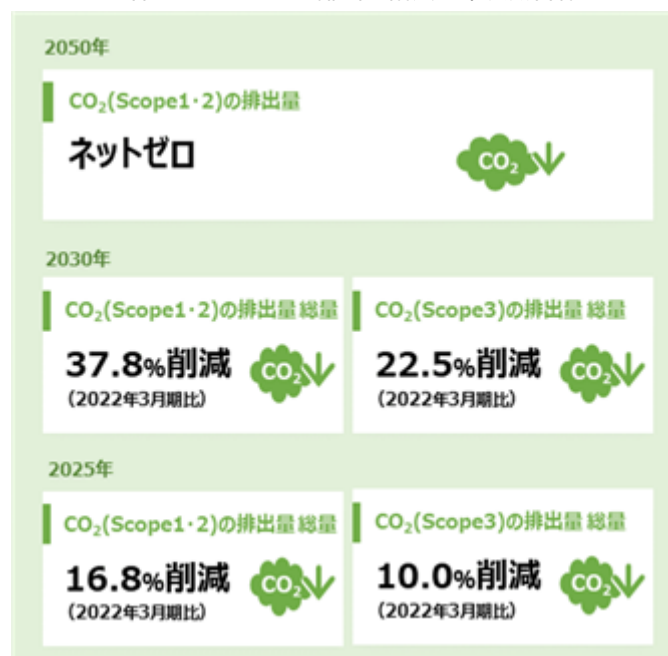 2050年
CO₂(Scope1･2)の排出量
ネットゼロ
CO₂
2030年
CO₂(Scope1･2)の排出量 総量
37.8%削減
CO₂
（2022年3月期比）
CO₂(Scope3)の排出量 総量
22.5%削減
CO₂
（2022年3月期比）
2025年
CO₂(Scope1･2)の排出量 総量
16.8%削減
CO₂
（2022年3月期比）
CO₂(Scope3)の排出量 総量
10.0%削減
CO₂
（2022年3月期比）